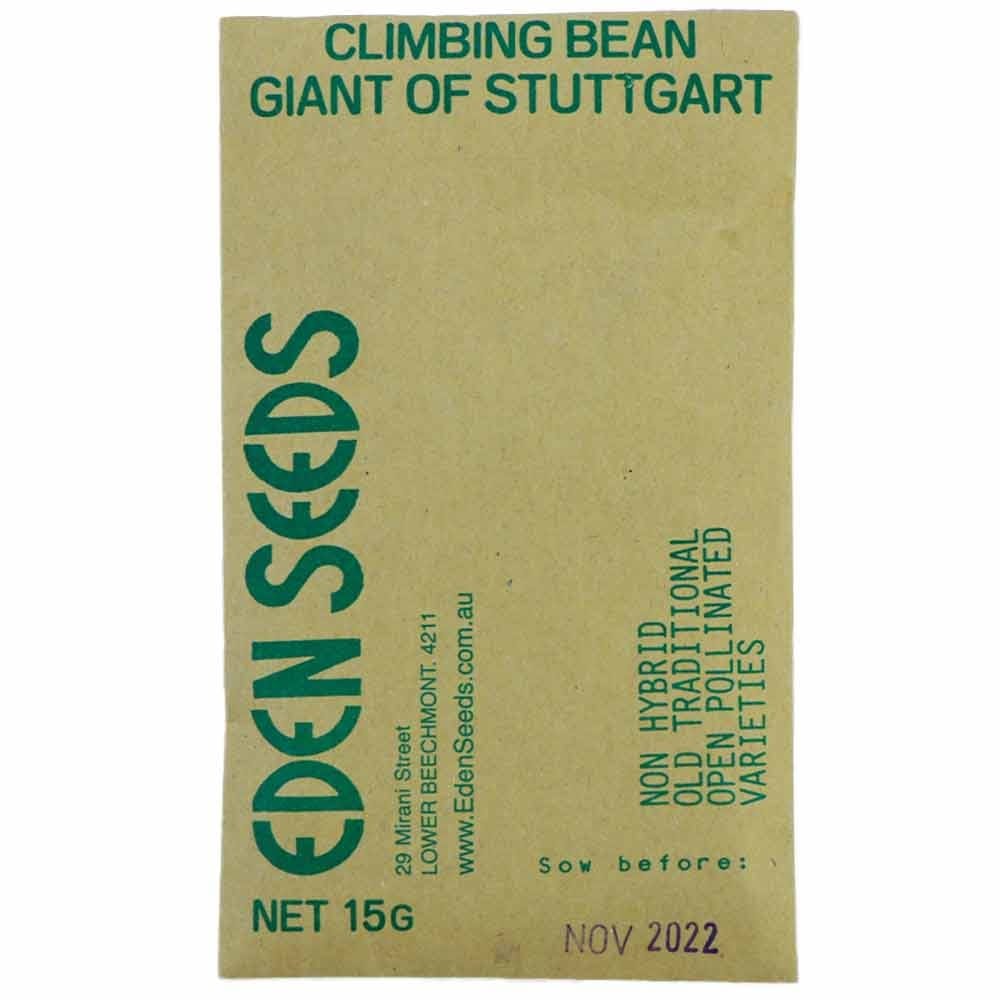 CLIMBING BEAN
GIANT OF STUTTGART
EDEN SEEDS
29 Mirani Street
LOWER BEECHMONT. 4211
www.EdenSeeds.com.au
NON HYBRID
OLD TRADITIONAL
OPEN POLLINATED
VARIETIES
Sow before:
NET 15G
NOV 2022